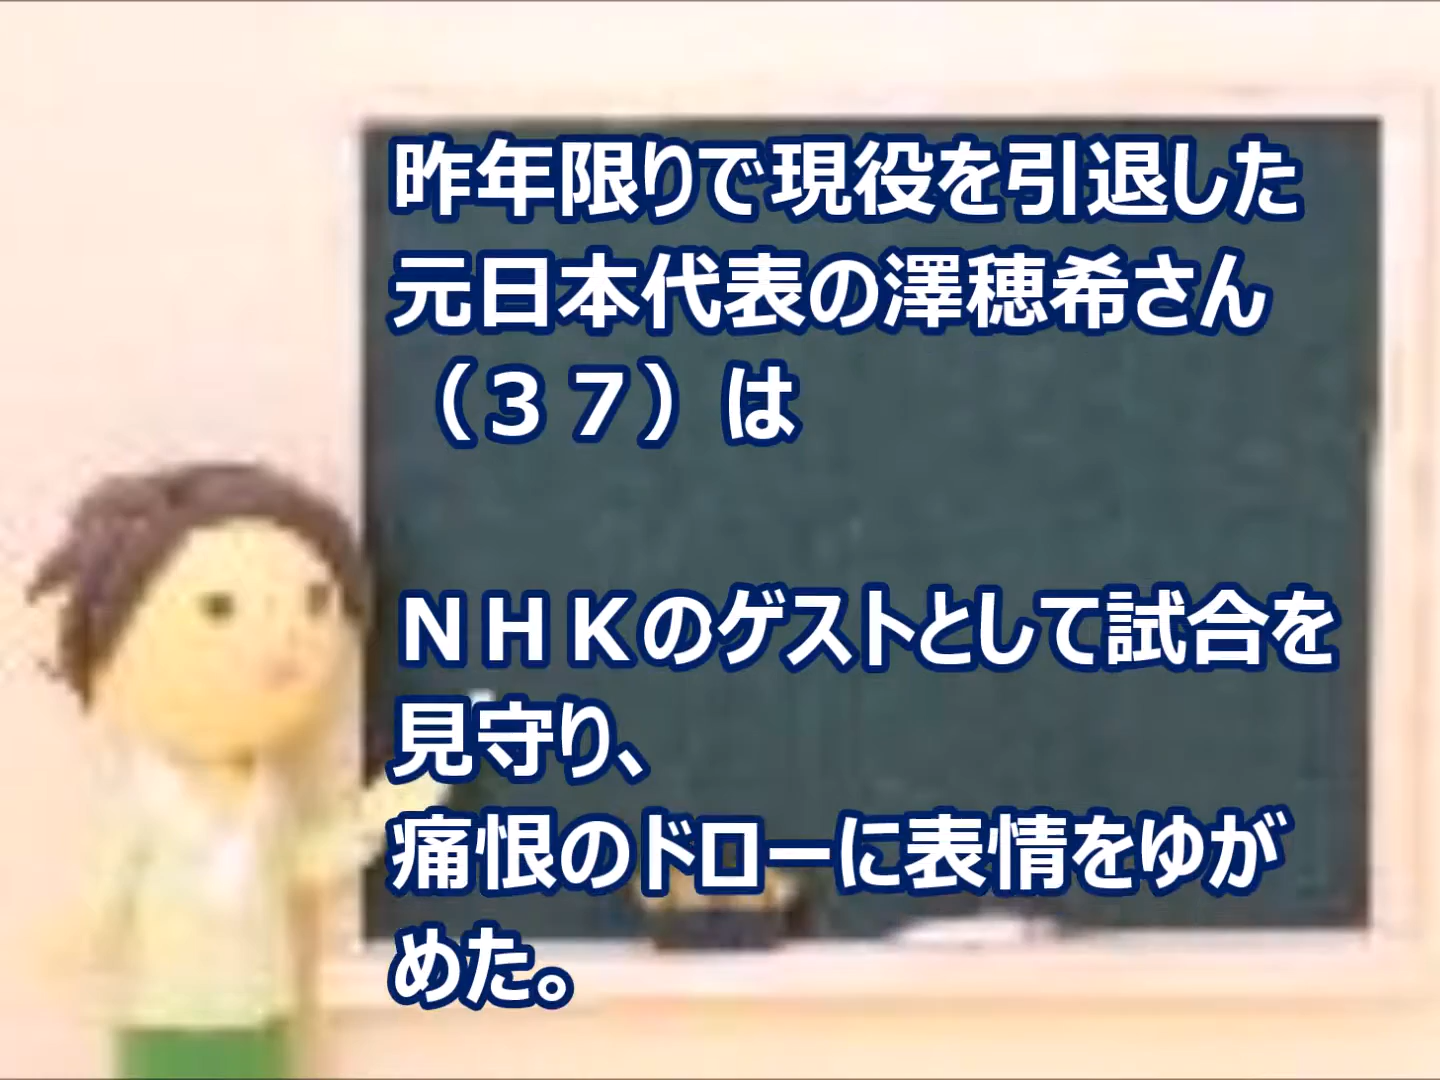 昨年限りで現役を引退した
元日本代表の澤穂希さん
（３７）は
ＮＨＫのゲストとして試合を
見守り、
痛恨のドローに表情をゆが
めた。